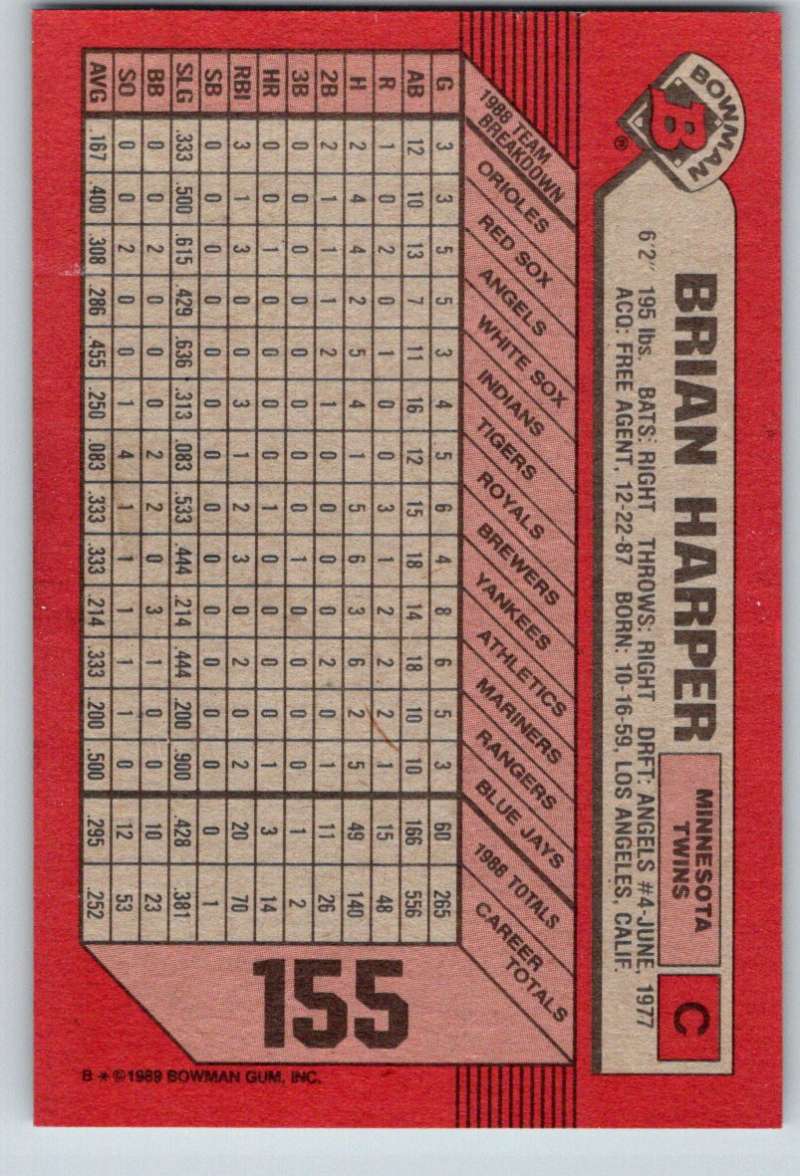 BOWMAN
B
®
BRIAN HARPER
MINNESOTA
TWINS
C
6'2" 195 lbs. BATS: RIGHT THROWS: RIGHT DRFT: ANGELS #4-JUNE, 1977
ACQ: FREE AGENT, 12-22-87 BORN: 10-16-59, LOS ANGELES, CALIF.
1988 TEAM
BREAKDOWN
ORIOLES
RED SOX
ANGELS
WHITE SOX
INDIANS
TIGERS
ROYALS
BREWERS
YANKEES
ATHLETICS
MARINERS
RANGERS
BLUE JAYS
1988 TOTALS
CAREER
TOTALS
G 3 3 5 5 3 4 5 6 4 8 6 5 3 60 265
AB 12 10 13 7 11 16 12 15 18 14 18 10 10 166 556
R 1 0 2 0 1 0 0 3 1 2 2 2 1 15 48
H 2 4 4 2 5 4 1 5 6 3 6 2 5 49 140
2B 2 1 1 1 2 1 0 0 0 0 2 0 1 11 26
3B 0 0 0 0 0 0 0 0 1 0 0 0 0 1 2
HR 0 0 1 0 0 0 0 1 0 0 0 0 1 3 14
RBI 3 1 3 0 0 3 1 2 3 0 2 0 2 20 70
SB 0 0 0 0 0 0 0 0 0 0 0 0 0 0 1
SLG .333 .500 .615 .429 .636 .313 .083 .533 .444 .214 .444 .200 .900 .428 .381
BB 0 0 2 0 0 0 2 2 0 3 1 0 0 10 23
SO 0 0 2 0 0 1 4 1 1 1 1 1 0 12 53
AVG .167 .400 .308 .286 .455 .250 .083 .333 .333 .214 .333 .200 .500 .295 .252
155
B * ©1989 BOWMAN GUM, INC.